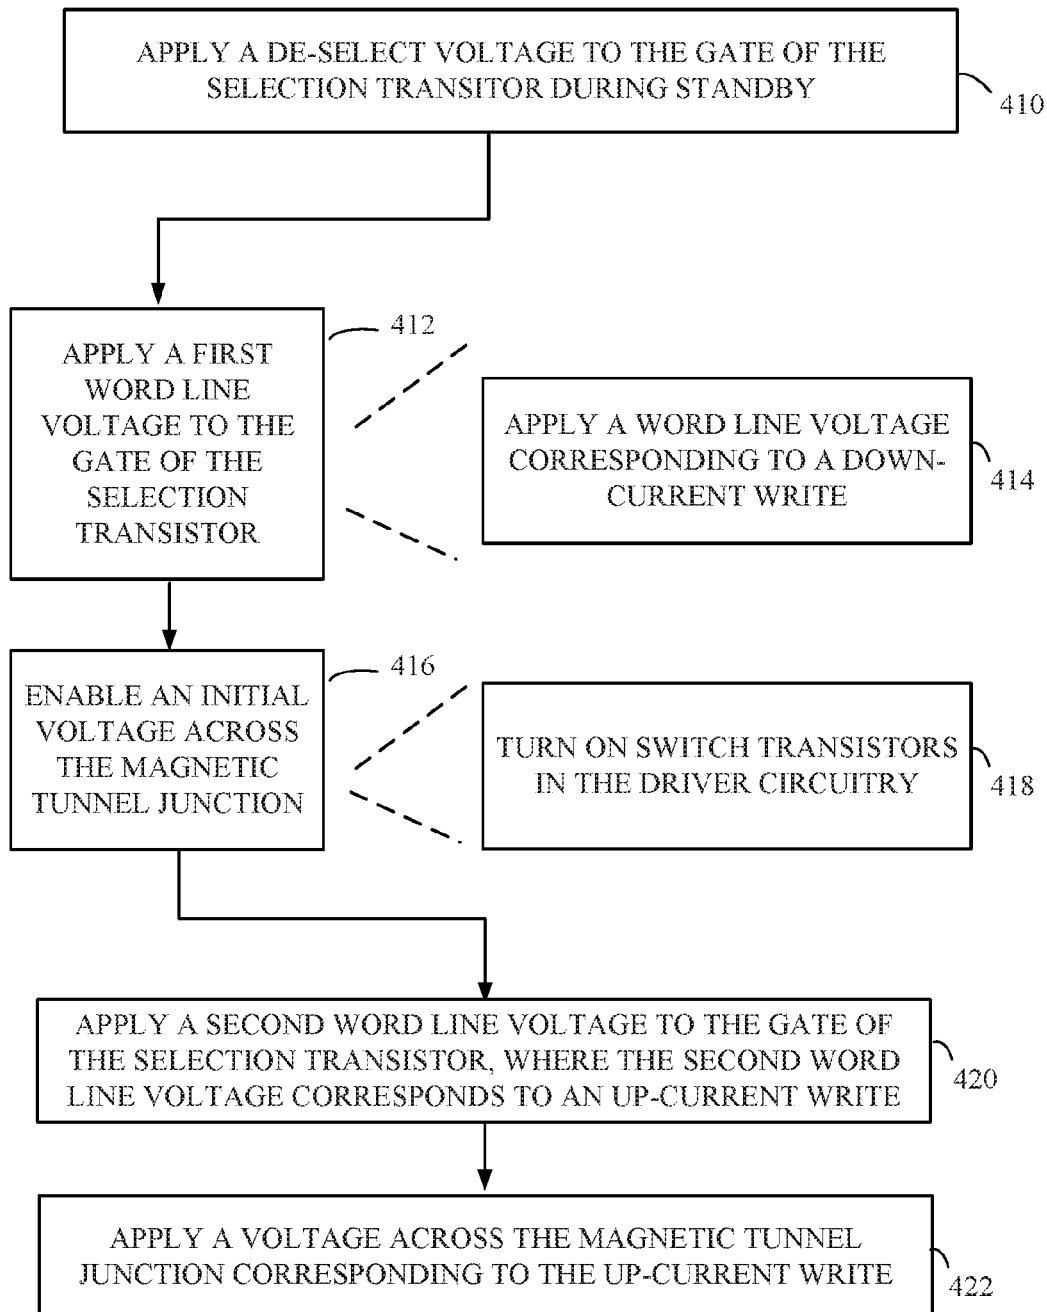 APPLY A DE-SELECT VOLTAGE TO THE GATE OF THE
SELECTION TRANSITOR DURING STANDBY
410
APPLY A FIRST
WORD LINE
VOLTAGE TO THE
GATE OF THE
SELECTION
TRANSISTOR
412
APPLY A WORD LINE VOLTAGE
CORRESPONDING TO A DOWN-
CURRENT WRITE
414
ENABLE AN INITIAL
VOLTAGE ACROSS
THE MAGNETIC
TUNNEL JUNCTION
416
TURN ON SWITCH TRANSISTORS
IN THE DRIVER CIRCUITRY
418
APPLY A SECOND WORD LINE VOLTAGE TO THE GATE OF
THE SELECTION TRANSISTOR, WHERE THE SECOND WORD
LINE VOLTAGE CORRESPONDS TO AN UP-CURRENT WRITE
420
APPLY A VOLTAGE ACROSS THE MAGNETIC TUNNEL
JUNCTION CORRESPONDING TO THE UP-CURRENT WRITE
422